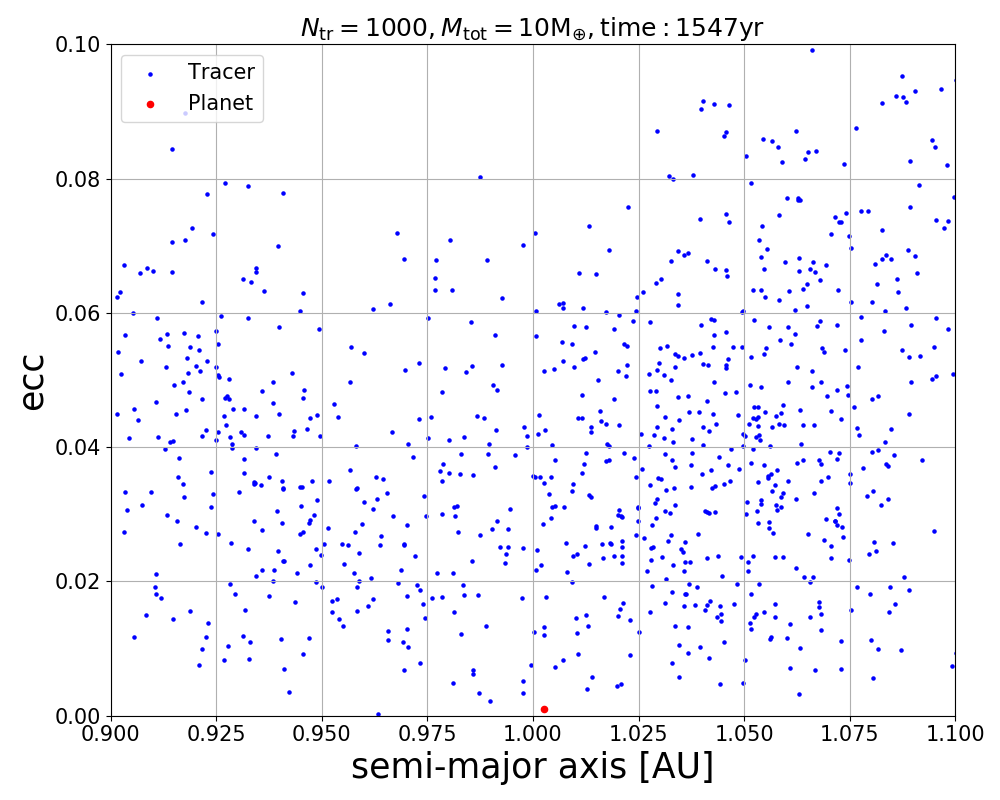 N_tr = 1000, M_tot = 10M_⊕, time : 1547yr
Tracer
Planet
ecc
0.10
0.08
0.06
0.04
0.02
0.00
0.900 0.925 0.950 0.975 1.000 1.025 1.050 1.075 1.100
semi-major axis [AU]